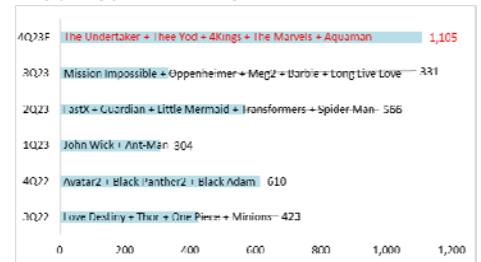 4Q23F The Undertaker + Thee Yod + 4Kings + The Marvels + Aquaman 1,105
3Q23 Mission Impossible + Oppenheimer + Meg2 + Barbie + Long Live Love 331
2Q23 FastX + Guardian + Little Mermaid + Transformers + Spider Man 566
1Q23 John Wick + Ant-Man 304
4Q22 Avatar2 + Black Panther2 + Black Adam 610
3Q22 Love Destiny + Thor + One Piece + Minions 423
0 200 400 600 800 1,000 1,200